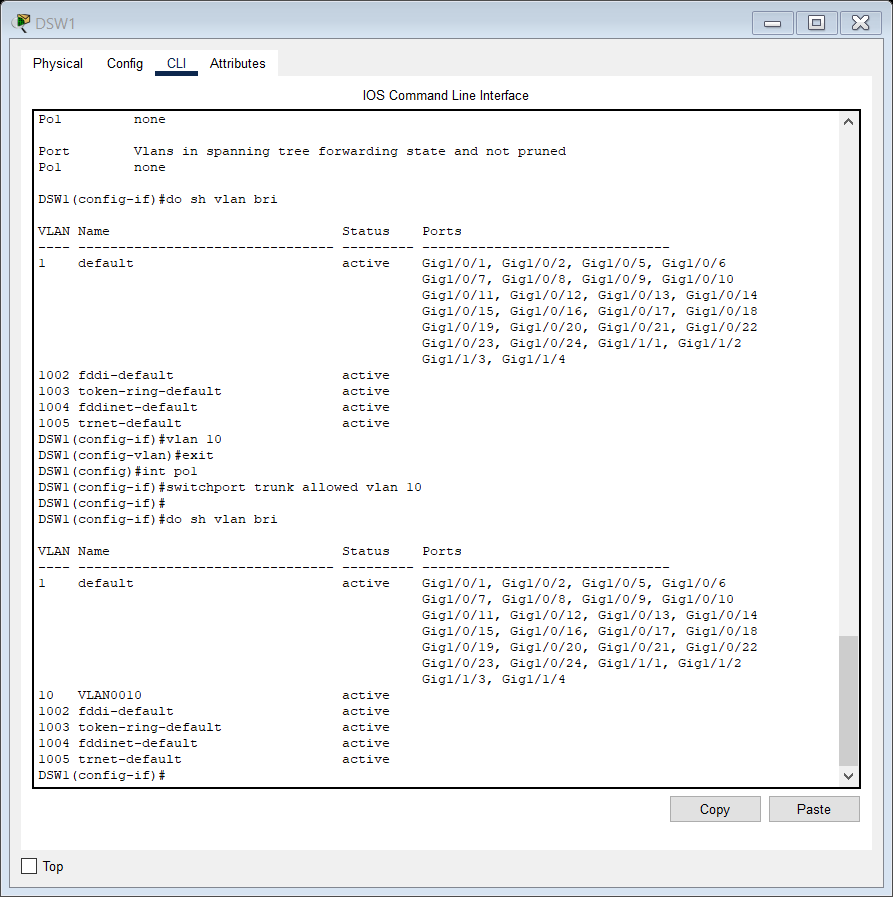 DSW1
Physical Config CLI Attributes
IOS Command Line Interface
Po1         none
Port        Vlans in spanning tree forwarding state and not pruned
Po1         none
DSW1(config-if)#do sh vlan bri
VLAN Name                             Status    Ports
---- -------------------------------- --------- -------------------------------
1    default                          active    Gig1/0/1, Gig1/0/2, Gig1/0/5, Gig1/0/6
                                                Gig1/0/7, Gig1/0/8, Gig1/0/9, Gig1/0/10
                                                Gig1/0/11, Gig1/0/12, Gig1/0/13, Gig1/0/14
                                                Gig1/0/15, Gig1/0/16, Gig1/0/17, Gig1/0/18
                                                Gig1/0/19, Gig1/0/20, Gig1/0/21, Gig1/0/22
                                                Gig1/0/23, Gig1/0/24, Gig1/1/1, Gig1/1/2
                                                Gig1/1/3, Gig1/1/4
1002 fddi-default                     active
1003 token-ring-default               active
1004 fddinet-default                  active
1005 trnet-default                    active
DSW1(config-if)#vlan 10
DSW1(config-vlan)#exit
DSW1(config)#int po1
DSW1(config-if)#switchport trunk allowed vlan 10
DSW1(config-if)#
DSW1(config-if)#do sh vlan bri
VLAN Name                             Status    Ports
---- -------------------------------- --------- -------------------------------
1    default                          active    Gig1/0/1, Gig1/0/2, Gig1/0/5, Gig1/0/6
                                                Gig1/0/7, Gig1/0/8, Gig1/0/9, Gig1/0/10
                                                Gig1/0/11, Gig1/0/12, Gig1/0/13, Gig1/0/14
                                                Gig1/0/15, Gig1/0/16, Gig1/0/17, Gig1/0/18
                                                Gig1/0/19, Gig1/0/20, Gig1/0/21, Gig1/0/22
                                                Gig1/0/23, Gig1/0/24, Gig1/1/1, Gig1/1/2
                                                Gig1/1/3, Gig1/1/4
10   VLAN0010                         active
1002 fddi-default                     active
1003 token-ring-default               active
1004 fddinet-default                  active
1005 trnet-default                    active
DSW1(config-if)#
Copy Paste
Top